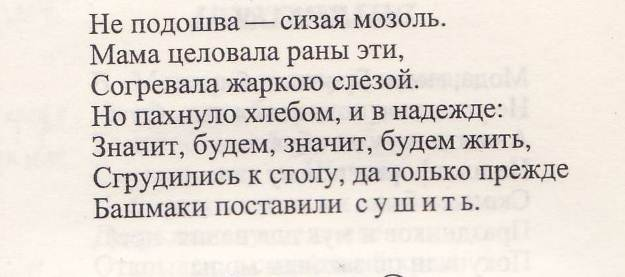 Не подошва — сизая мозоль.
Мама целовала раны эти,
Согревала жаркою слезой.
Но пахнуло хлебом, и в надежде:
Значит, будем, значит, будем жить,
Сгрудились к столу, да только прежде
Башмаки поставили с у ш и т ь.